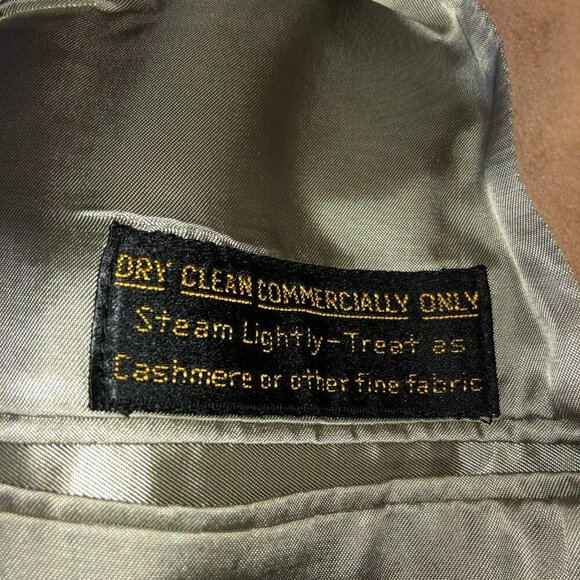 DRY CLEAN COMMERCIALLY ONLY
Steam Lightly-Treat as
Cashmere or other fine fabric